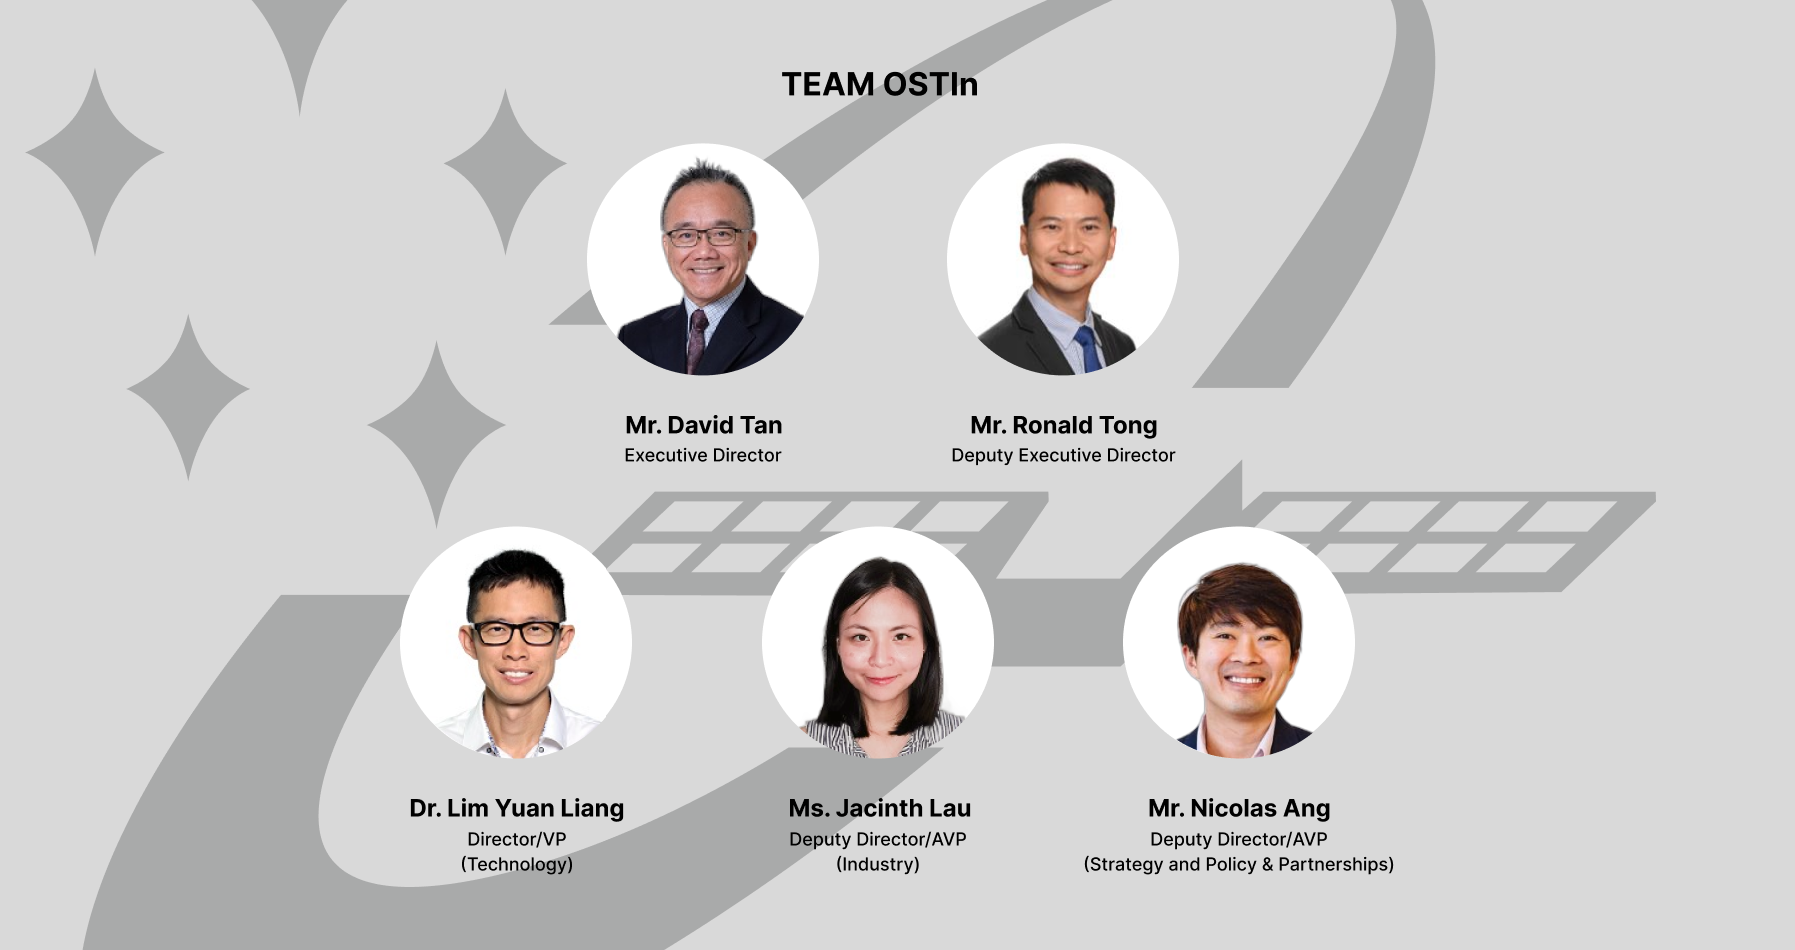 TEAM OSTIn
Mr. David Tan
Executive Director
Mr. Ronald Tong
Deputy Executive Director
Dr. Lim Yuan Liang
Director/VP
(Technology)
Ms. Jacinth Lau
Deputy Director/AVP
(Industry)
Mr. Nicolas Ang
Deputy Director/AVP
(Strategy and Policy & Partnerships)